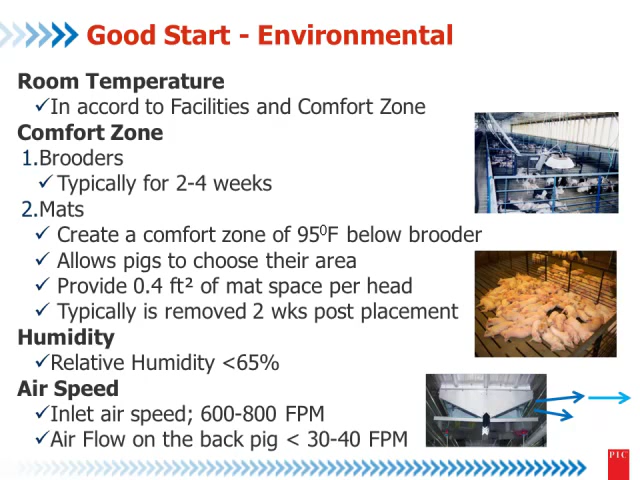 Good Start - Environmental
Room Temperature
✓In accord to Facilities and Comfort Zone
Comfort Zone
1.Brooders
✓ Typically for 2-4 weeks
2.Mats
✓ Create a comfort zone of 95⁰F below brooder
✓ Allows pigs to choose their area
✓ Provide 0.4 ft² of mat space per head
✓ Typically is removed 2 wks post placement
Humidity
✓Relative Humidity <65%
Air Speed
✓Inlet air speed; 600-800 FPM
✓Air Flow on the back pig < 30-40 FPM
PIC